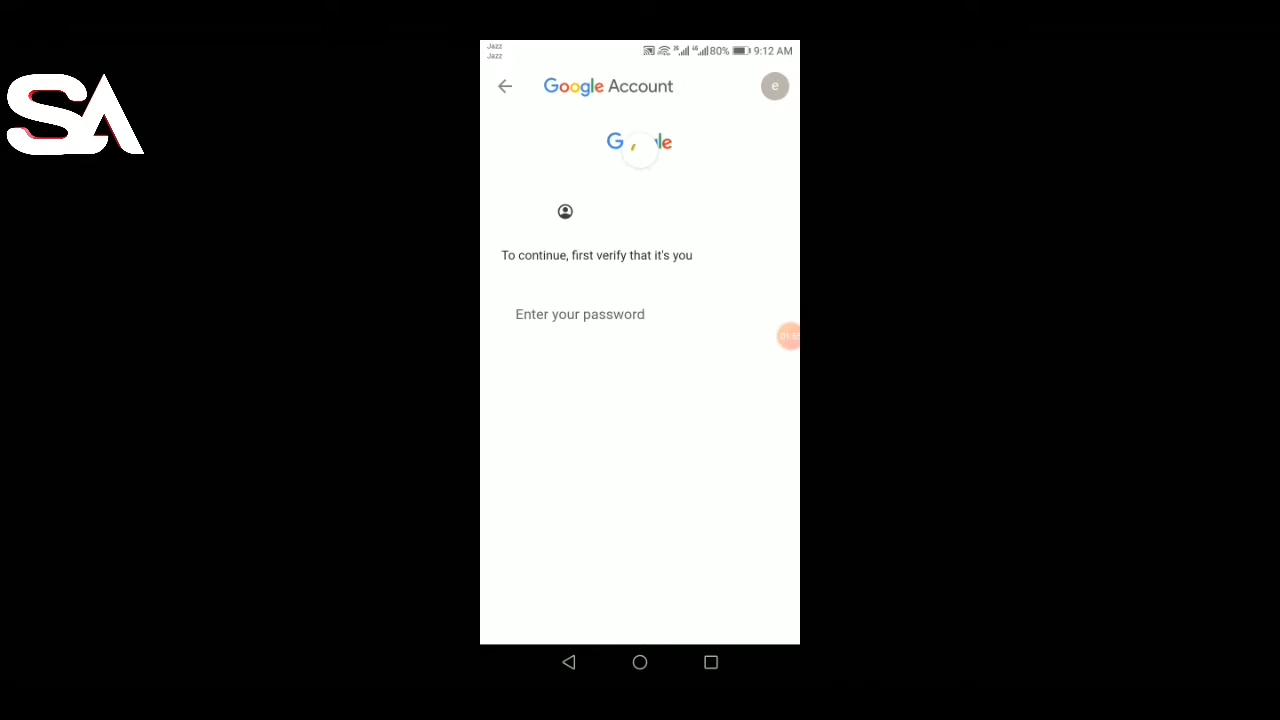 SA
Jazz
Jazz
80% 9:12 AM
Google Account
e
G le
To continue, first verify that it's you
Enter your password